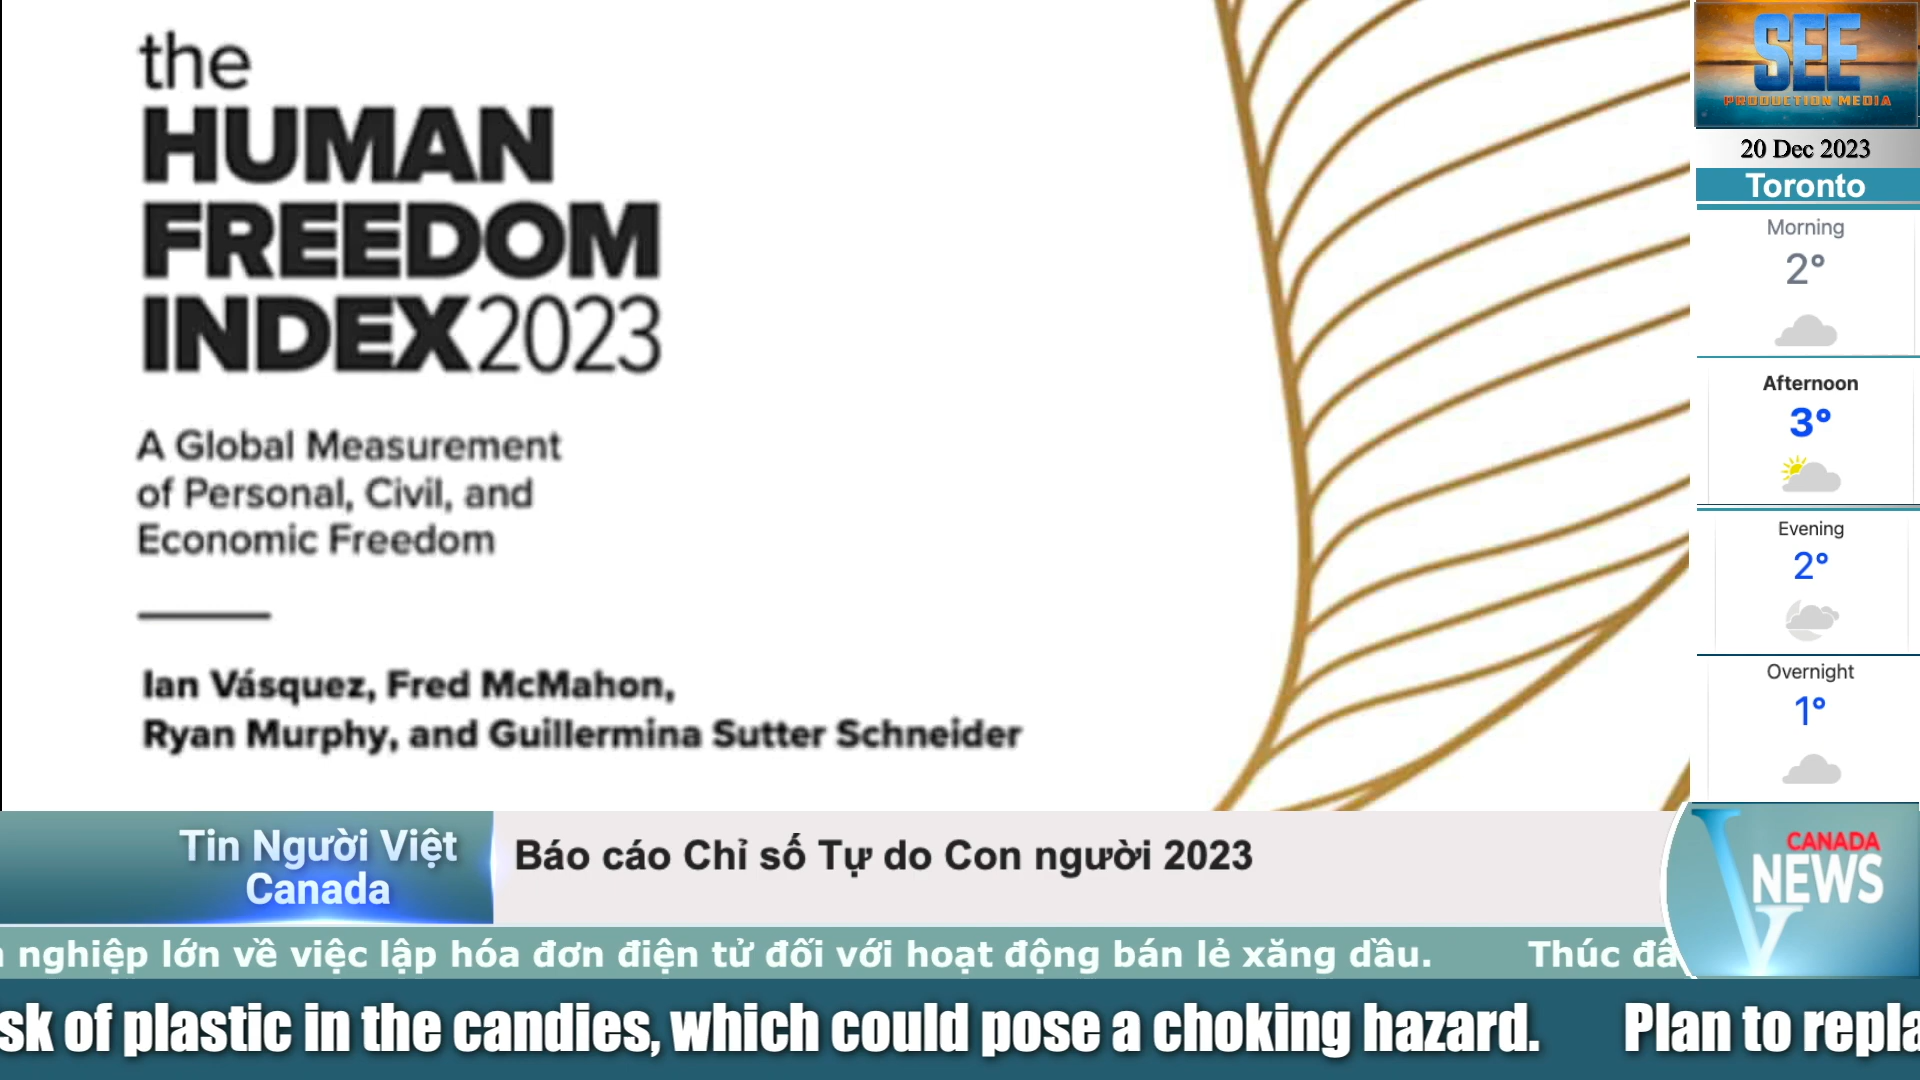 the
HUMAN
FREEDOM
INDEX2023
A Global Measurement
of Personal, Civil, and
Economic Freedom
Ian Vásquez, Fred McMahon,
Ryan Murphy, and Guillermina Sutter Schneider
SEE
PRODUCTION MEDIA
20 Dec 2023
Toronto
Morning
2°
Afternoon
3°
Evening
2°
Overnight
1°
Tin Người Việt
Canada
Báo cáo Chỉ số Tự do Con người 2023
CANADA
V NEWS
nghiệp lớn về việc lập hóa đơn điện tử đối với hoạt động bán lẻ xăng dầu. Thúc
of plastic in the candies, which could pose a choking hazard. Plan to